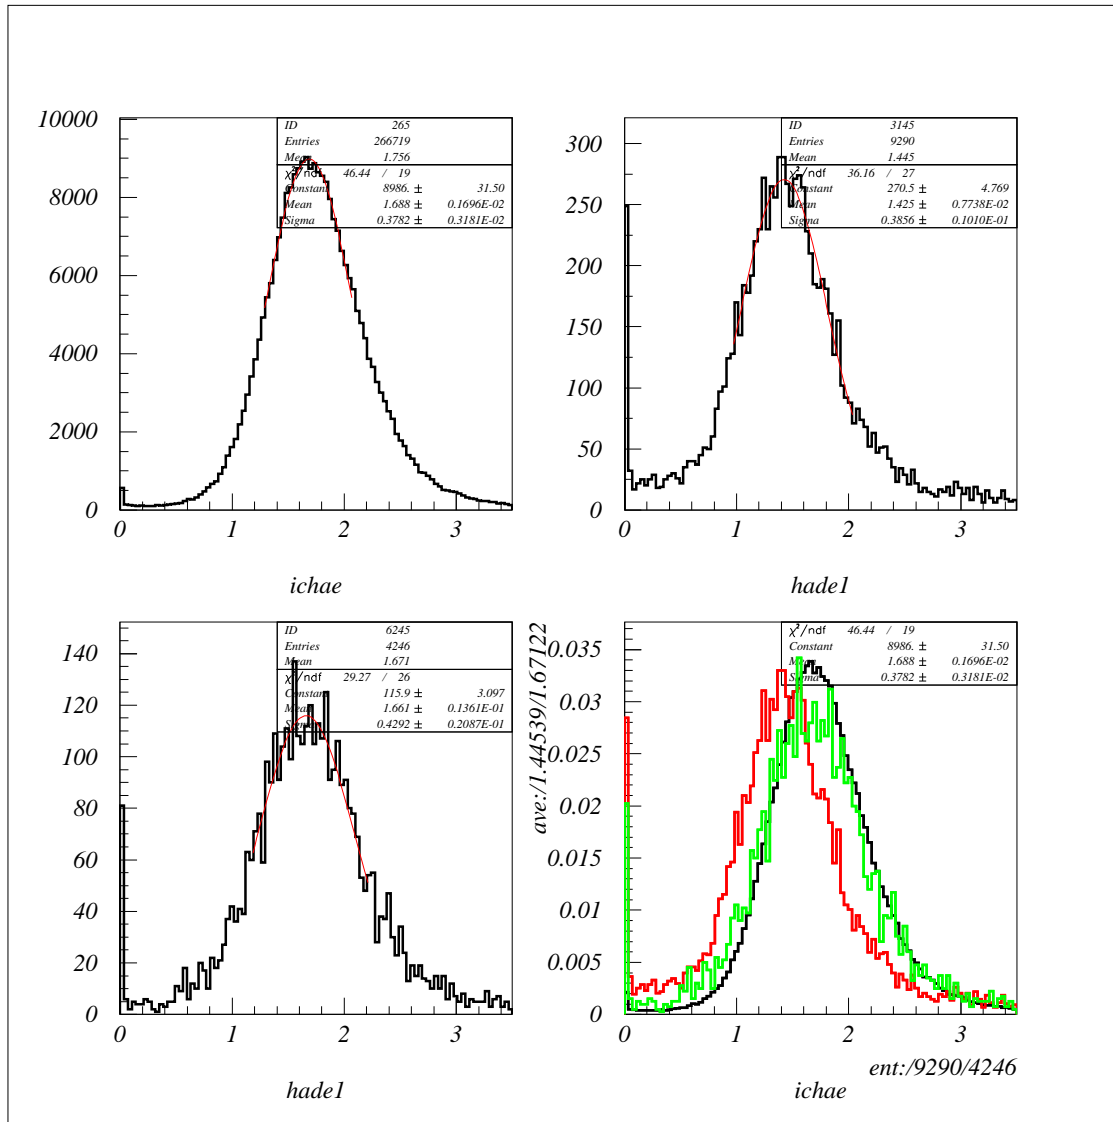 10000
8000
6000
4000
2000
0
0 1 2 3
ID 265
Entries 266719
Mean 1.756
χ²/ndf 46.44 / 19
Constant 8986. ± 31.50
Mean 1.688 ± 0.1696E-02
Sigma 0.3782 ± 0.3181E-02
ichae
300
250
200
150
100
50
0
0 1 2 3
ID 3145
Entries 9290
Mean 1.445
χ²/ndf 36.16 / 27
Constant 270.5 ± 4.769
Mean 1.425 ± 0.7738E-02
Sigma 0.3856 ± 0.1010E-01
hade1
140
120
100
80
60
40
20
0
0 1 2 3
ID 6245
Entries 4246
Mean 1.671
χ²/ndf 29.27 / 26
Constant 115.9 ± 3.097
Mean 1.661 ± 0.1361E-01
Sigma 0.4292 ± 0.2087E-01
hade1
ave:/1.44539/1.67122
0.035
0.03
0.025
0.02
0.015
0.01
0.005
0
0 1 2 3
χ²/ndf 46.44 / 19
Constant 8986. ± 31.50
Mean 1.688 ± 0.1696E-02
Sigma 0.3782 ± 0.3181E-02
ent:/9290/4246
ichae